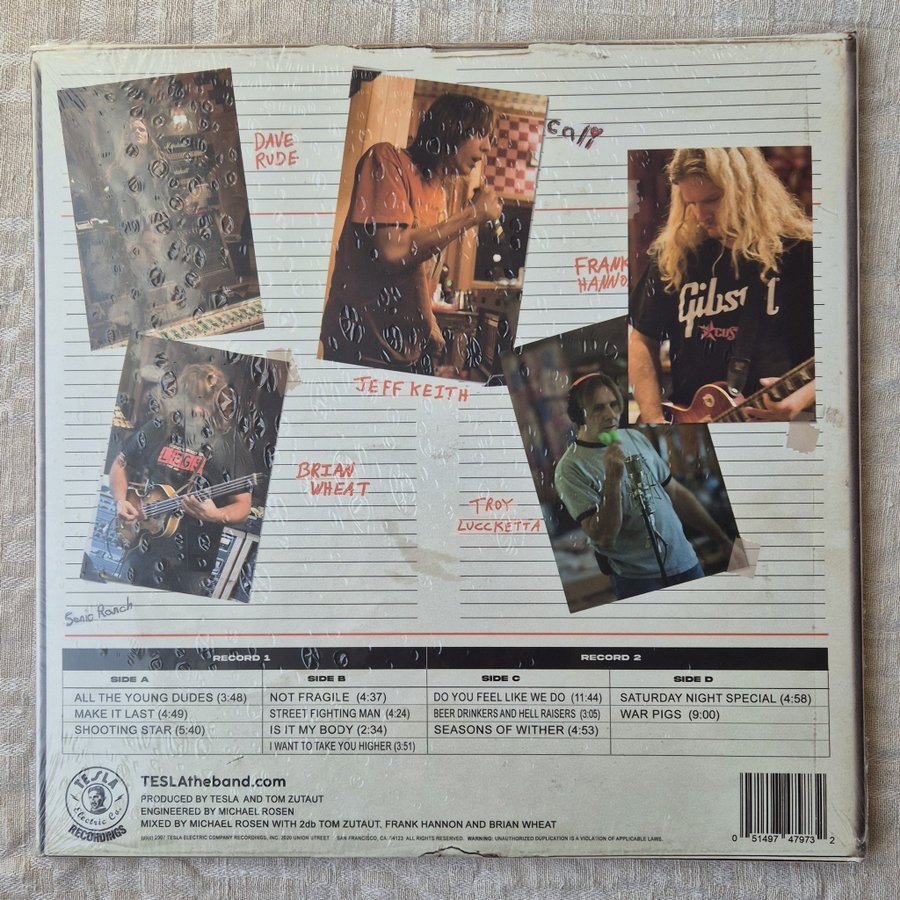 DAVE
RUDE
Cali
FRANK
HANNO
JEFF KEITH
BRIAN
WHEAT
TROY
LUCCKETTA
Gibs
Sonic Ranch
RECORD 1
RECORD 2
SIDE A
SIDE B
SIDE C
SIDE D
ALL THE YOUNG DUDES (3:48)
MAKE IT LAST (4:49)
SHOOTING STAR (5:40)
NOT FRAGILE (4:37)
STREET FIGHTING MAN (4:24)
IS IT MY BODY (2:34)
I WANT TO TAKE YOU HIGHER (3:51)
DO YOU FEEL LIKE WE DO (11:44)
BEER DRINKERS AND HELL RAISERS (3:05)
SEASONS OF WITHER (4:53)
SATURDAY NIGHT SPECIAL (4:58)
WAR PIGS (9:00)
TESLA
Electric Co.
RECORDINGS
TESLAtheband.com
PRODUCED BY TESLA AND TOM ZUTAUT
ENGINEERED BY MICHAEL ROSEN
MIXED BY MICHAEL ROSEN WITH 2db TOM ZUTAUT, FRANK HANNON AND BRIAN WHEAT
2007 TESLA ELECTRIC COMPANY RECORDINGS, INC. 2020 UNION STREET SAN FRANCISCO, CA. 94123 ALL RIGHTS RESERVED. WARNING: UNAUTHORIZED DUPLICATION IS A VIOLATION OF APPLICABLE LAWS.
0 51497 47973 2